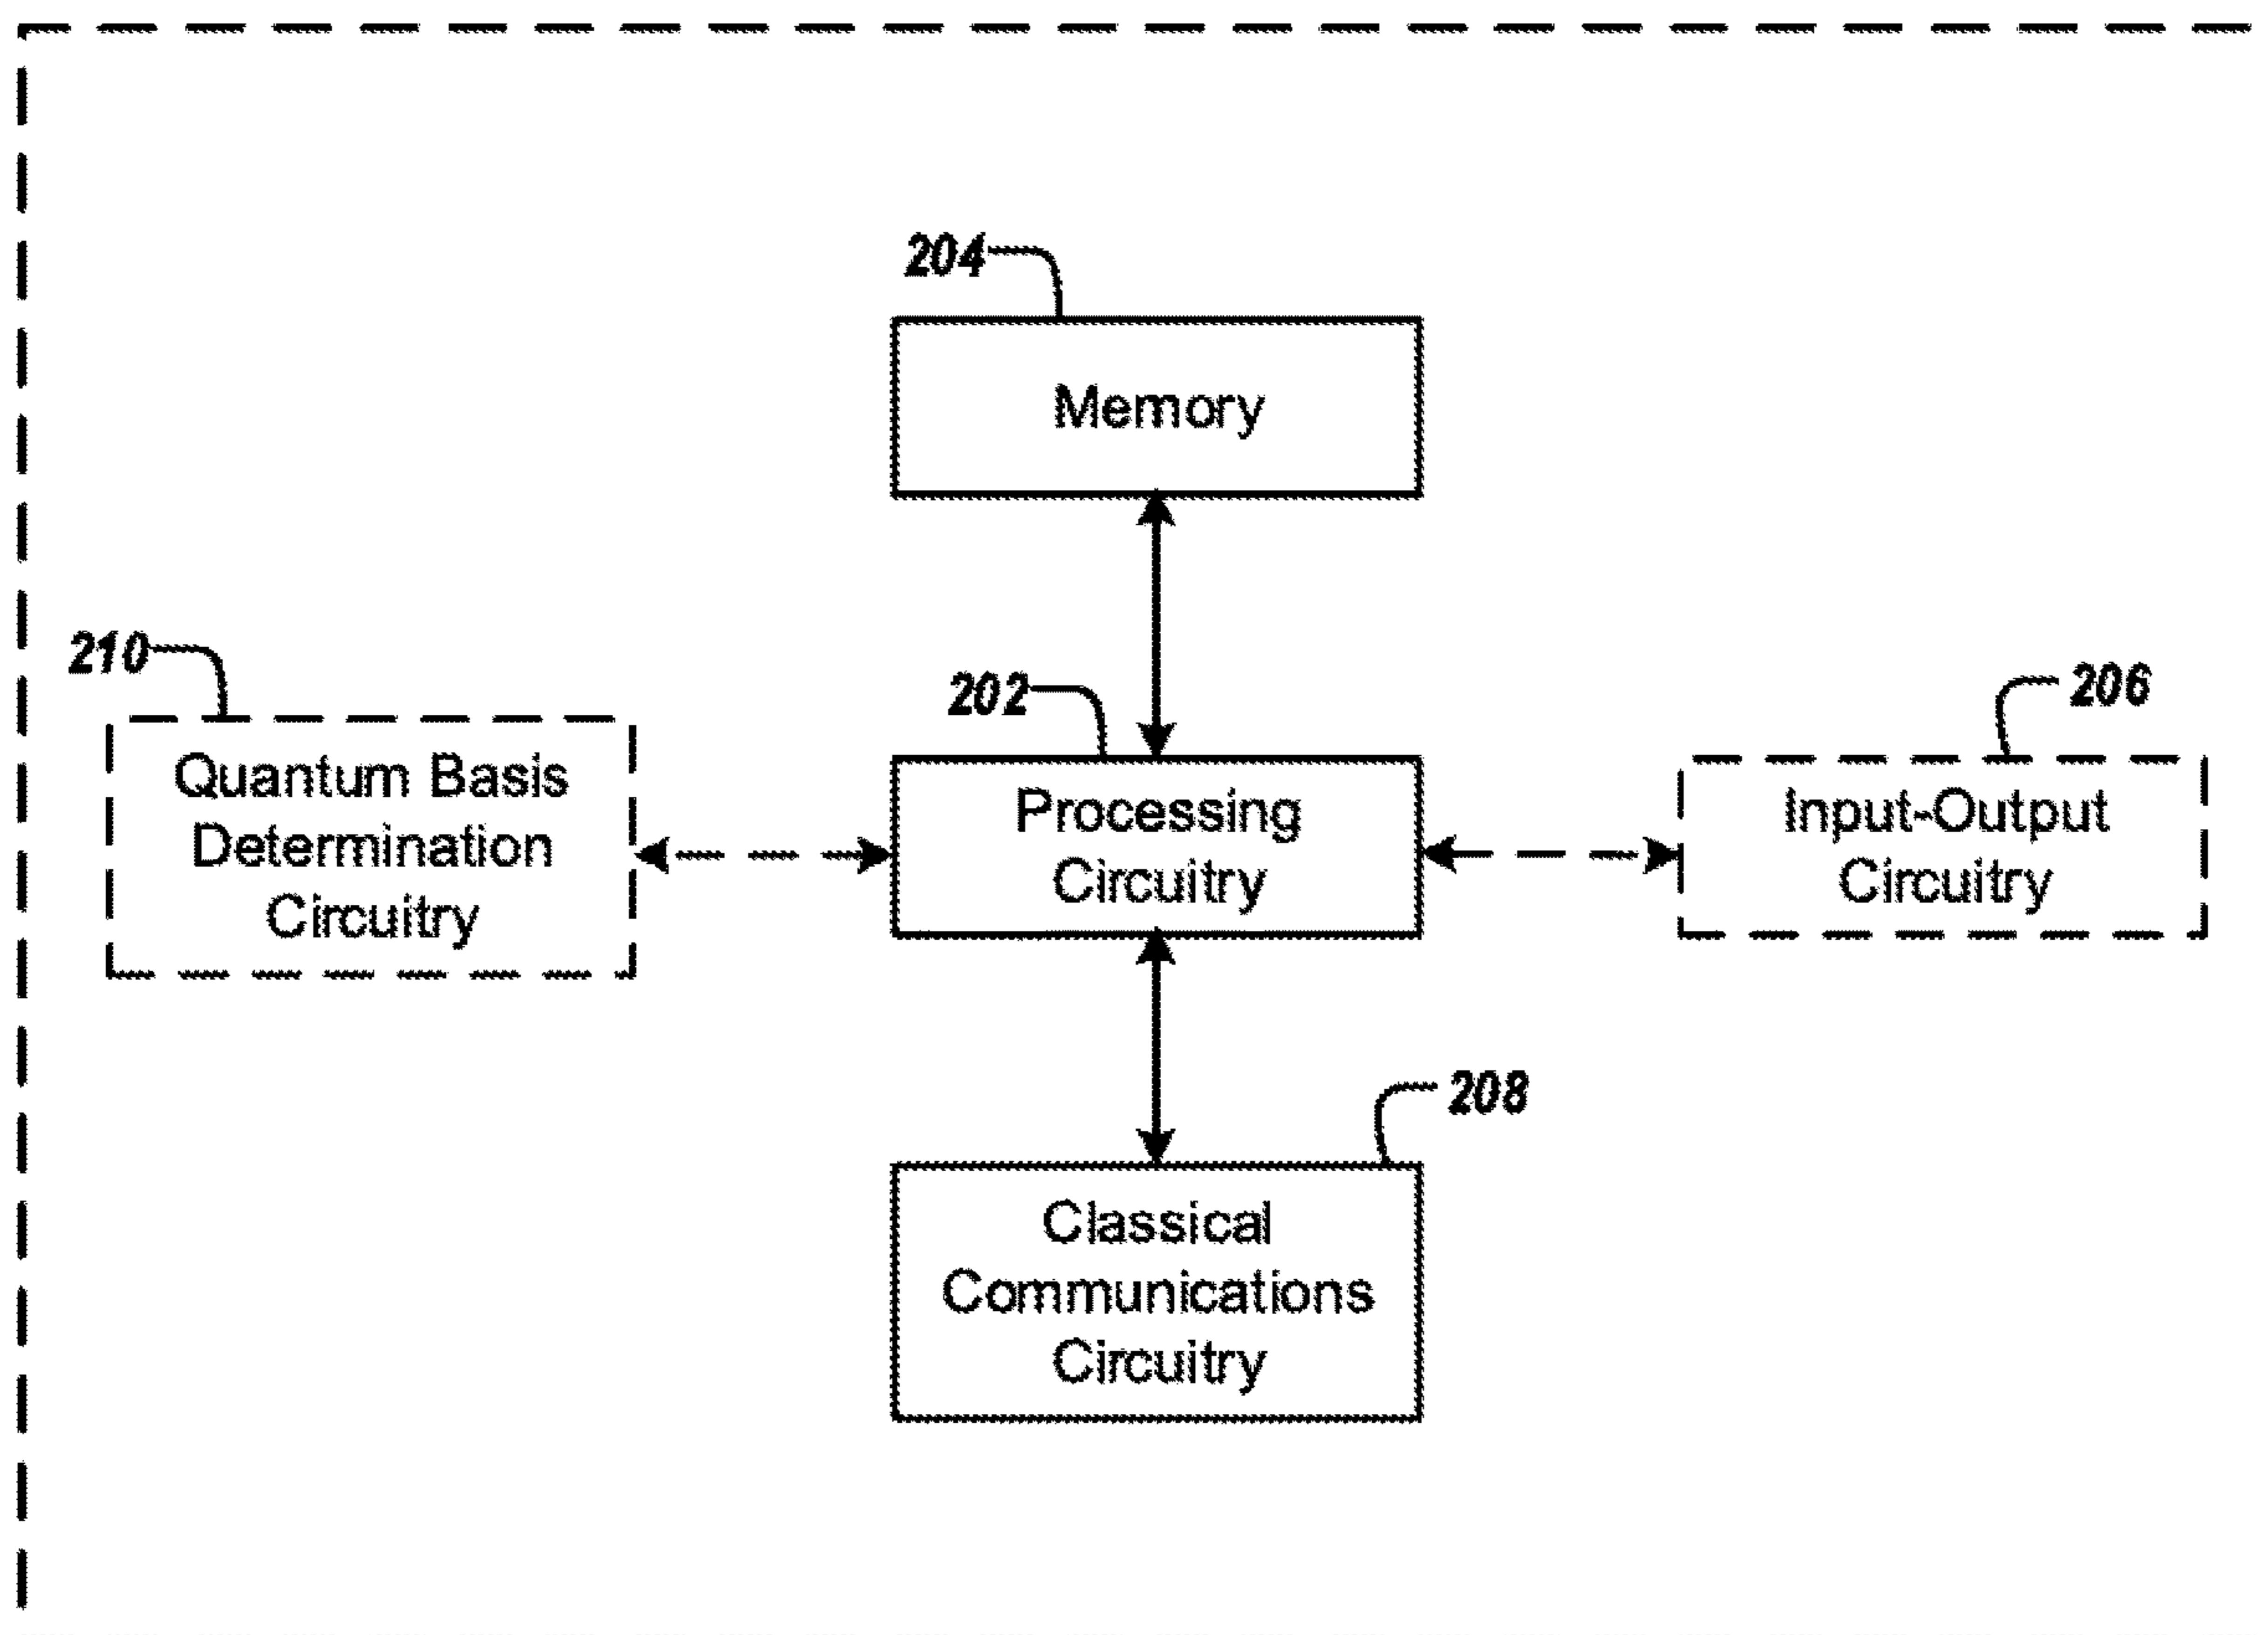 204
Memory
210
Quantum Basis
Determination
Circuitry
202
Processing
Circuitry
206
Input-Output
Circuitry
208
Classical
Communications
Circuitry